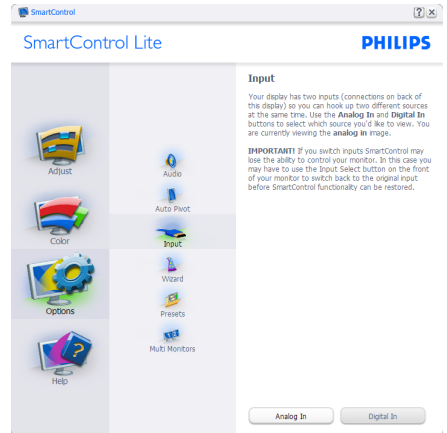 SmartControl
SmartControl Lite
PHILIPS
Adjust
Color
Options
Help
Audio
Auto Pivot
Input
Wizard
Presets
Multi Monitors
Input
Your display has two inputs (connections on back of
this display) so you can hook up two different sources
at the same time. Use the Analog In and Digital In
buttons to select which source you'd like to view. You
are currently viewing the analog in image.
IMPORTANT! If you switch inputs SmartControl may
lose the ability to control your monitor. In this case you
may have to use the Input Select button on the front
of your monitor to switch back to the original input
before SmartControl functionality can be restored.
Analog In
Digital In